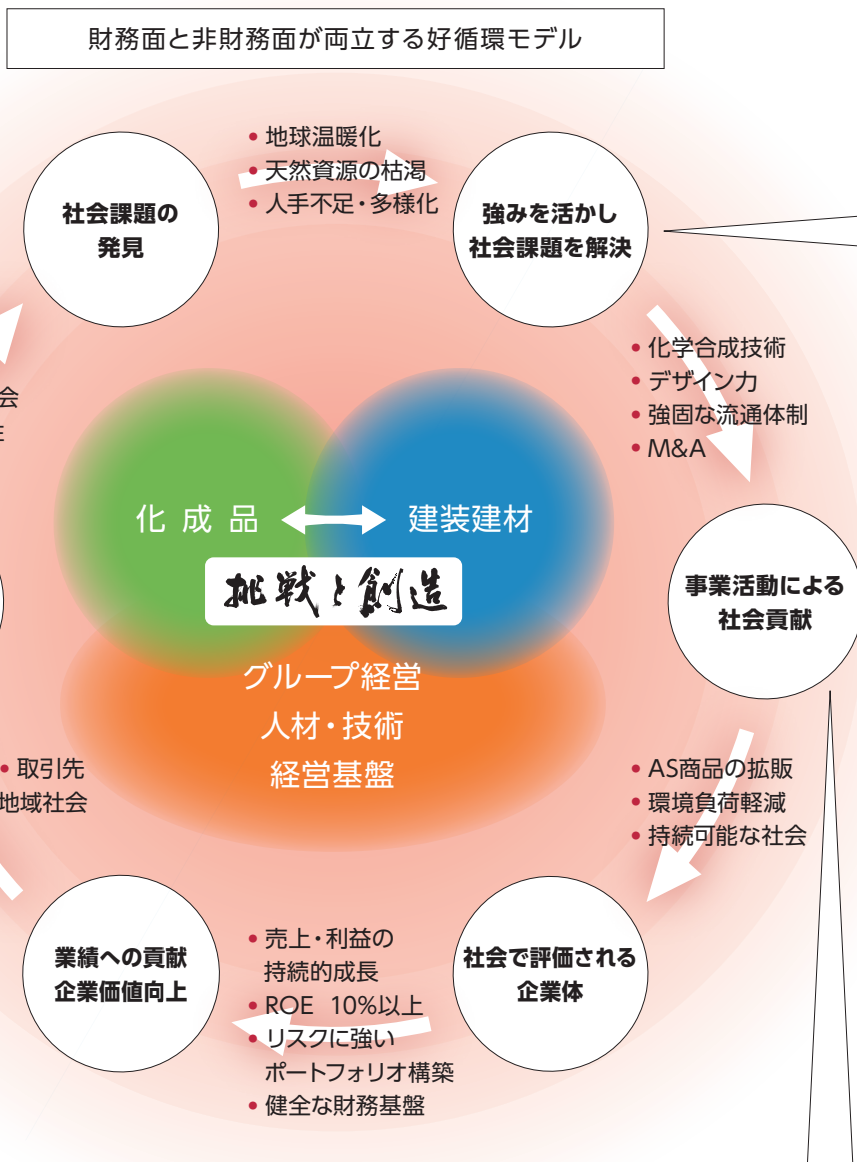 財務面と非財務面が両立する好循環モデル
社会課題の
発見
• 地球温暖化
• 天然資源の枯渇
• 人手不足・多様化
強みを活かし
社会課題を解決
• 化学合成技術
• デザイン力
• 強固な流通体制
• M&A
会
化成品
建装建材
挑戦と創造
グループ経営
人材・技術
経営基盤
事業活動による
社会貢献
• 取引先
地域社会
• AS商品の拡販
• 環境負荷軽減
• 持続可能な社会
業績への貢献
企業価値向上
• 売上・利益の
持続的成長
• ROE 10%以上
• リスクに強い
ポートフォリオ構築
• 健全な財務基盤
社会で評価される
企業体